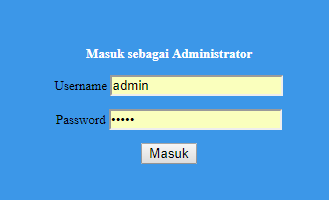 Masuk sebagai Administrator
Username admin
Password •••••
Masuk